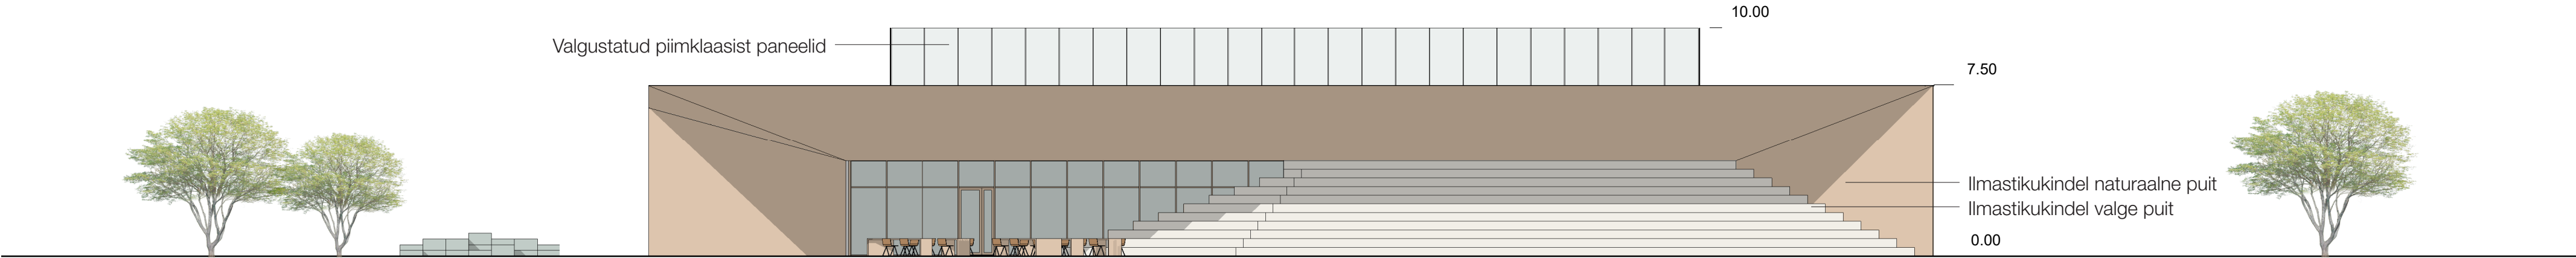 10.00
Valgustatud piimklaasist paneelid
7.50
Ilmastikukindel naturaalne puit
Ilmastikukindel valge puit
0.00